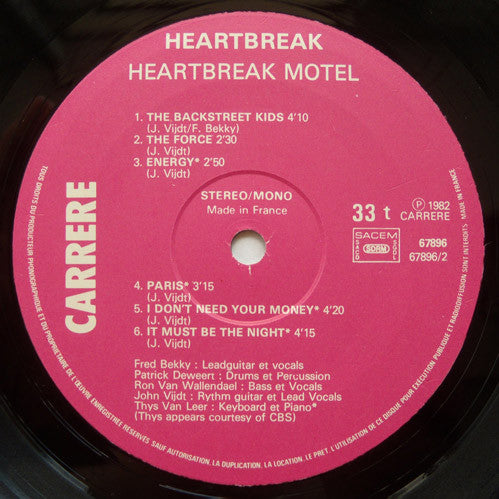 HEARTBREAK
HEARTBREAK MOTEL
1. THE BACKSTREET KIDS 4'10
(J. Vijdt/F. Bekky)
2. THE FORCE 2'30
(J. Vijdt)
3. ENERGY* 2'50
(J. Vijdt)
STEREO/MONO
Made in France
33 t
Ⓟ 1982
CARRERE
SACEM
SACD
SDRM
SGDL
67896
67896/2
CARRERE
4. PARIS* 3'15
(J. Vijdt)
5. I DON'T NEED YOUR MONEY* 4'20
(J. Vijdt)
6. IT MUST BE THE NIGHT* 4'15
(J. Vijdt)
Fred Bekky : Leadguitar et vocals
Patrick Deweert : Drums et Percussion
Ron Van Wallendael : Bass et Vocals
John Vijdt : Rythm guitar et Lead Vocals
Thys Van Leer : Keyboard et Piano*
(Thys appears courtesy of CBS)
TOUS DROITS DU PRODUCTEUR PHONOGRAPHIQUE ET DU PROPRIETAIRE DE L'ŒUVRE ENREGISTREE RESERVES SAUF AUTORISATION. LA DUPLICATION, LA LOCATION, LE PRET, L'UTILISATION DE CE DISQUE POUR EXECUTION PUBLIQUE ET RADIODIFFUSION SONT INTERDITS MADE IN FRANCE